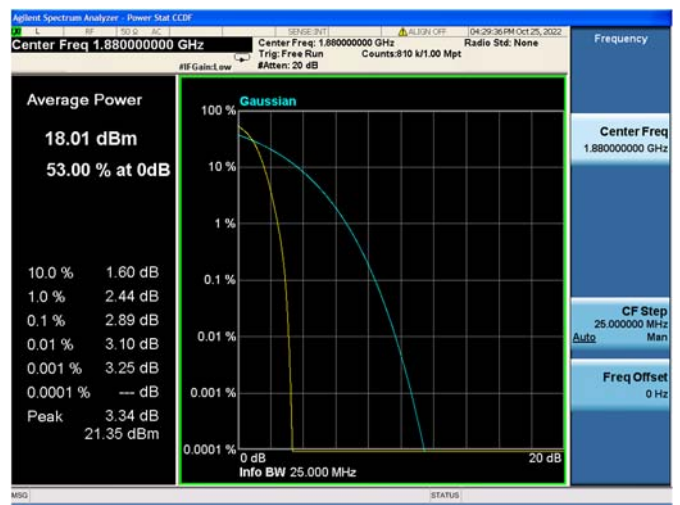 Agilent Spectrum Analyzer - Power Stat CCDF
L RF 50 Ω AC SENSE:INT ALIGN OFF 04:29:36 PM Oct 25, 2022
Center Freq 1.880000000 GHz
Center Freq: 1.880000000 GHz Radio Std: None
Trig: Free Run Counts:810 k/1.00 Mpt
#IFGain:Low #Atten: 20 dB
Frequency
Average Power
18.01 dBm
53.00 % at 0dB
10.0 % 1.60 dB
1.0 % 2.44 dB
0.1 % 2.89 dB
0.01 % 3.10 dB
0.001 % 3.25 dB
0.0001 % --- dB
Peak 3.34 dB
21.35 dBm
Gaussian
100 %
10 %
1 %
0.1 %
0.01 %
0.001 %
0.0001 %
0 dB 20 dB
Info BW 25.000 MHz
Center Freq
1.880000000 GHz
CF Step
25.000000 MHz
Auto Man
Freq Offset
0 Hz
MSG STATUS